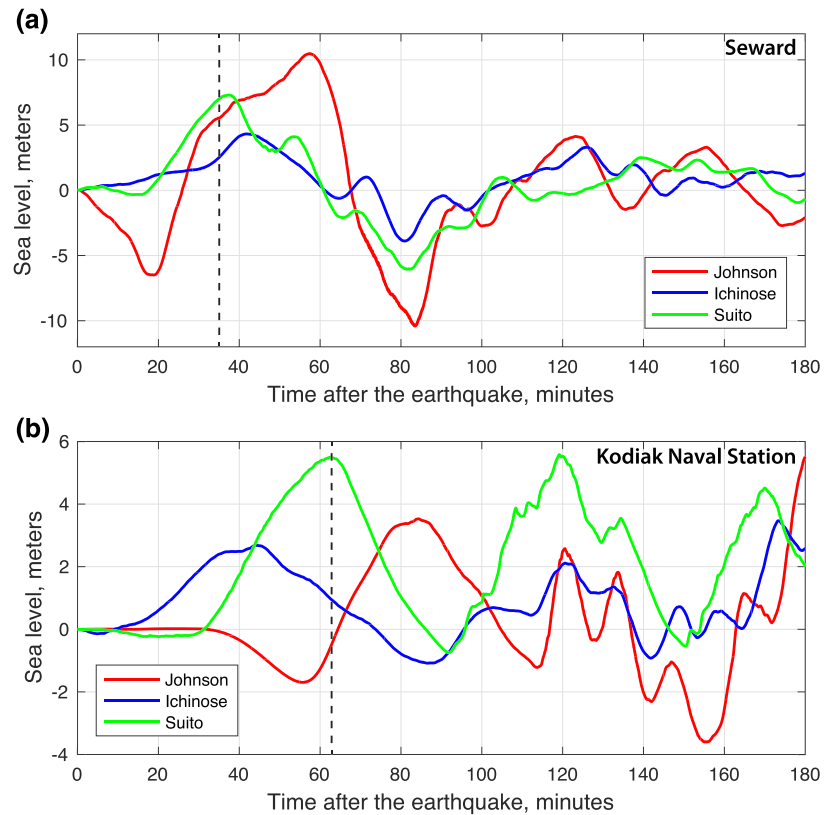 (a)
Seward
10
5
0
-5
-10
Sea level, meters
Johnson
Ichinose
Suito
0 20 40 60 80 100 120 140 160 180
Time after the earthquake, minutes
(b)
Kodiak Naval Station
6
4
2
0
-2
-4
Sea level, meters
Johnson
Ichinose
Suito
0 20 40 60 80 100 120 140 160 180
Time after the earthquake, minutes